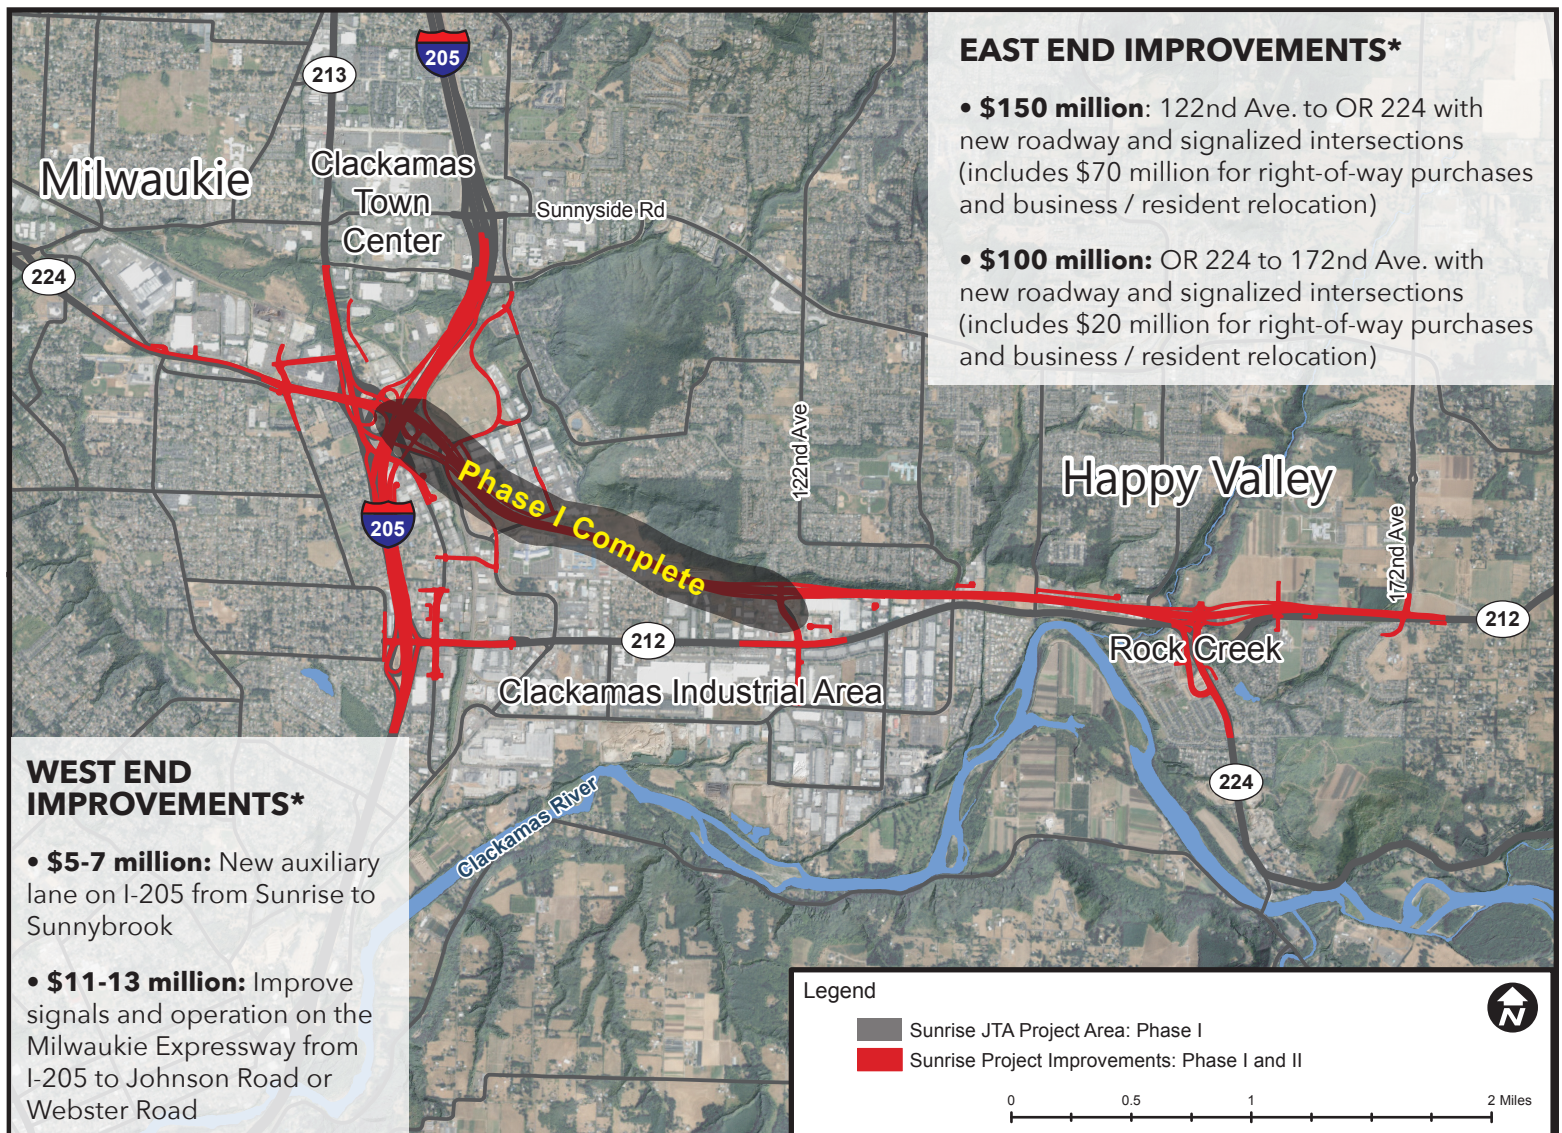 213
205
Milwaukie
Clackamas
Town
Center
Sunnyside Rd
224
EAST END IMPROVEMENTS*
• $150 million: 122nd Ave. to OR 224 with
new roadway and signalized intersections
(includes $70 million for right-of-way purchases
and business / resident relocation)
• $100 million: OR 224 to 172nd Ave. with
new roadway and signalized intersections
(includes $20 million for right-of-way purchases
and business / resident relocation)
122nd Ave
Happy Valley
Phase I Complete
205
172nd Ave
212
212
Rock Creek
Clackamas Industrial Area
224
Clackamas River
WEST END
IMPROVEMENTS*
• $5-7 million: New auxiliary
lane on I-205 from Sunrise to
Sunnybrook
• $11-13 million: Improve
signals and operation on the
Milwaukie Expressway from
I-205 to Johnson Road or
Webster Road
Legend
N
Sunrise JTA Project Area: Phase I
Sunrise Project Improvements: Phase I and II
0 0.5 1 2 Miles